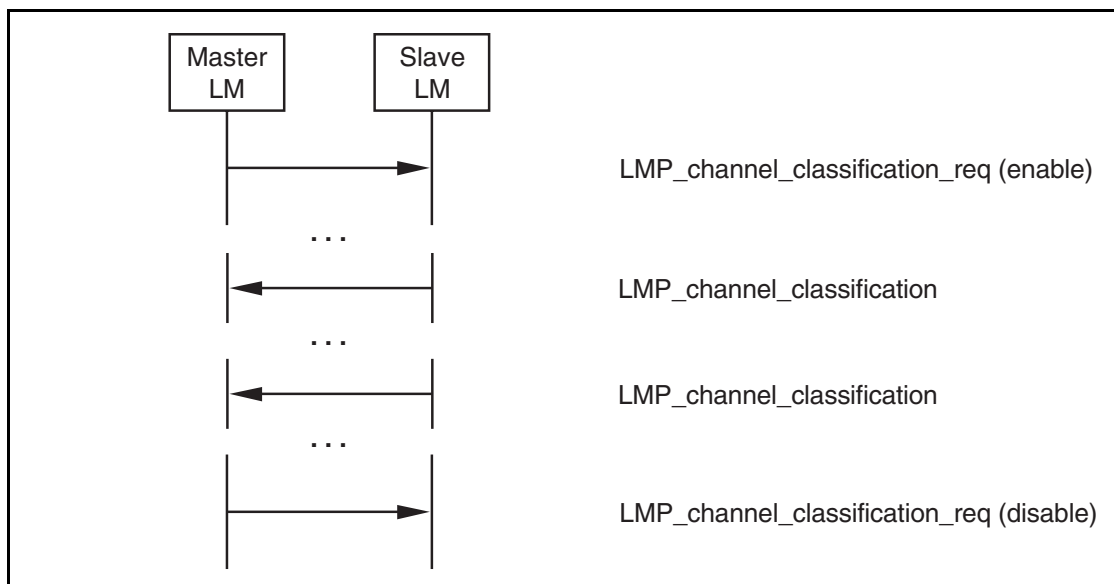 Master
LM
Slave
LM
LMP_channel_classification_req (enable)
...
LMP_channel_classification
...
LMP_channel_classification
...
LMP_channel_classification_req (disable)